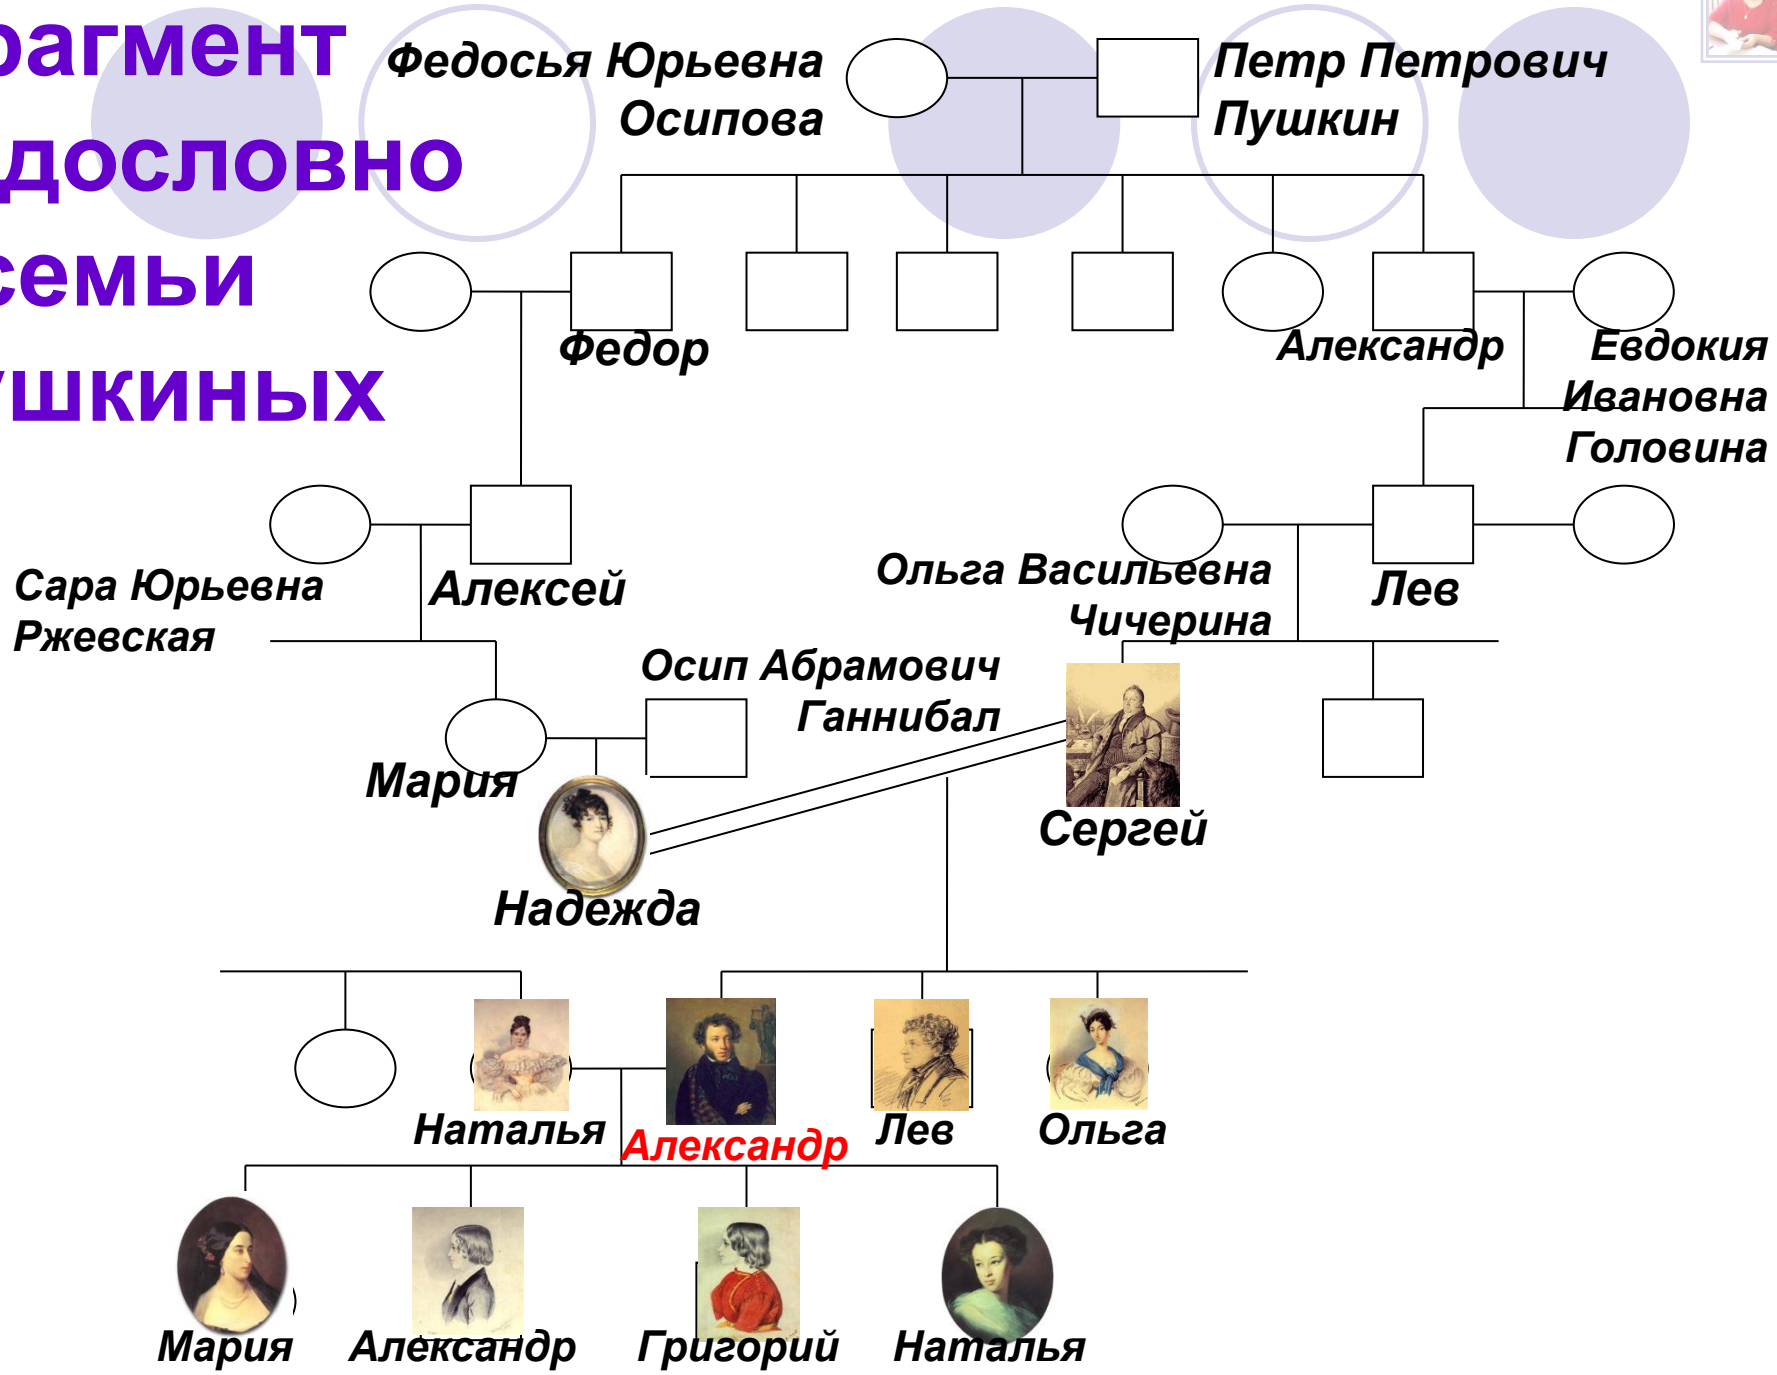 рагмент
дословно
семьи
ушкиных
Федосья Юрьевна
Осипова
Петр Петрович
Пушкин
Федор
Александр
Евдокия
Ивановна
Головина
Сара Юрьевна
Ржевская
Алексей
Ольга Васильевна
Чичерина
Лев
Осип Абрамович
Ганнибал
Мария
Сергей
Надежда
Наталья
Александр
Лев
Ольга
Мария
Александр
Григорий
Наталья